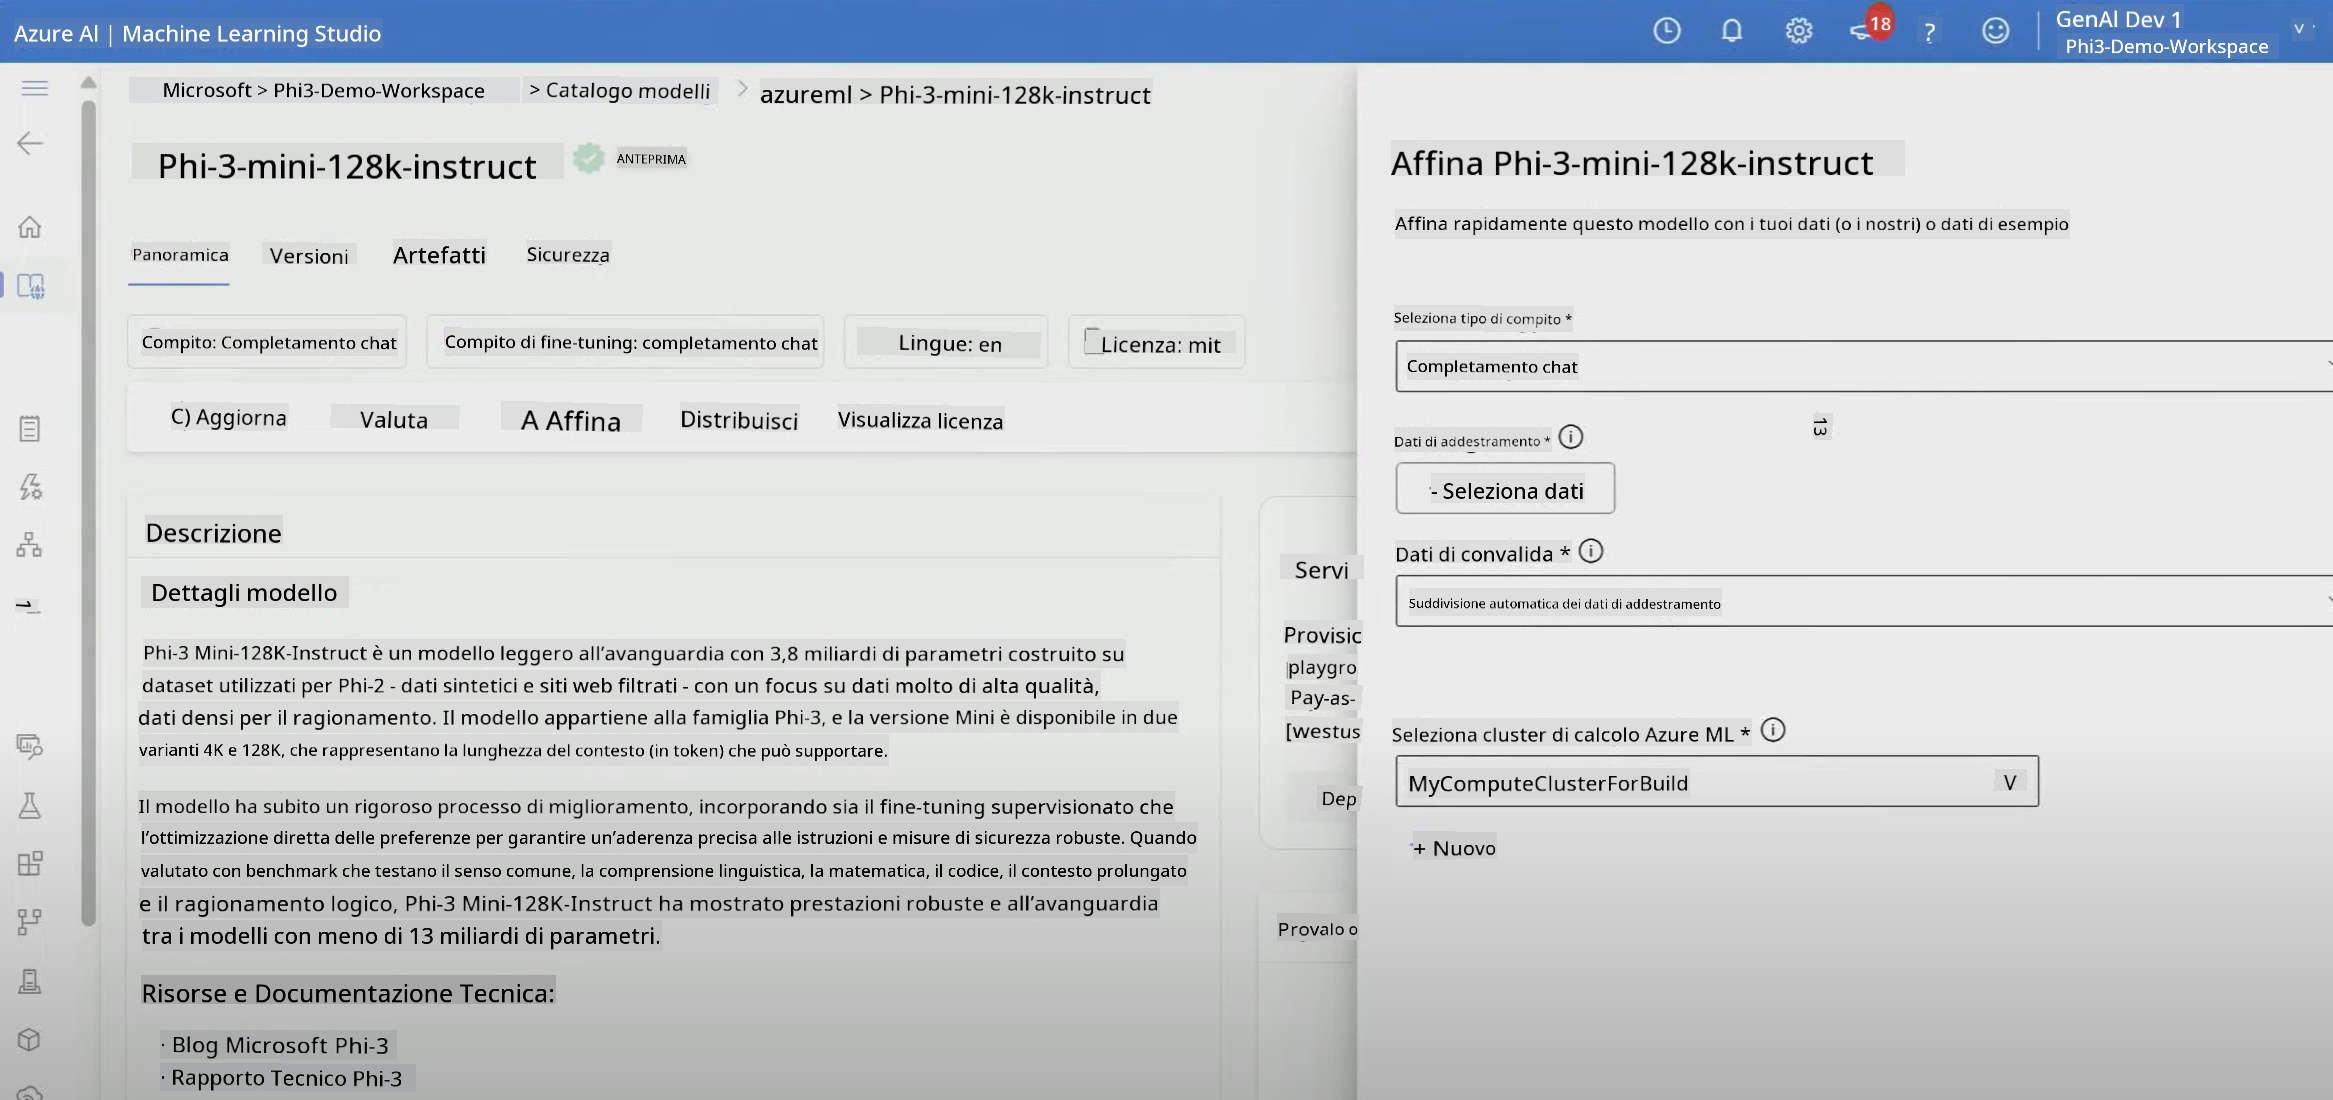 Azure AI | Machine Learning Studio
18
?
GenAI Dev 1
Phi3-Demo-Workspace
Microsoft > Phi3-Demo-Workspace > Catalogo modelli > azureml > Phi-3-mini-128k-instruct
Phi-3-mini-128k-instruct ANTEPRIMA
Panoramica Versioni Artefatti Sicurezza
Compito: Completamento chat Compito di fine-tuning: completamento chat Lingue: en Licenza: mit
C) Aggiorna Valuta A Affina Distribuisci Visualizza licenza
Descrizione
Dettagli modello
Phi-3 Mini-128K-Instruct è un modello leggero all'avanguardia con 3,8 miliardi di parametri costruito su
dataset utilizzati per Phi-2 - dati sintetici e siti web filtrati - con un focus su dati molto di alta qualità,
dati densi per il ragionamento. Il modello appartiene alla famiglia Phi-3, e la versione Mini è disponibile in due
varianti 4K e 128K, che rappresentano la lunghezza del contesto (in token) che può supportare.
Il modello ha subito un rigoroso processo di miglioramento, incorporando sia il fine-tuning supervisionato che
l'ottimizzazione diretta delle preferenze per garantire un'aderenza precisa alle istruzioni e misure di sicurezza robuste. Quando
valutato con benchmark che testano il senso comune, la comprensione linguistica, la matematica, il codice, il contesto prolungato
e il ragionamento logico, Phi-3 Mini-128K-Instruct ha mostrato prestazioni robuste e all'avanguardia
tra i modelli con meno di 13 miliardi di parametri.
Risorse e Documentazione Tecnica:
· Blog Microsoft Phi-3
· Rapporto Tecnico Phi-3
Servi
Provisic
playgro
Pay-as-
[westus
Dep
Provalo o
Affina Phi-3-mini-128k-instruct
Affina rapidamente questo modello con i tuoi dati (o i nostri) o dati di esempio
Seleziona tipo di compito *
Completamento chat
13
Dati di addestramento *
- Seleziona dati
Dati di convalida *
Suddivisione automatica dei dati di addestramento
Seleziona cluster di calcolo Azure ML *
MyComputeClusterForBuild V
+ Nuovo